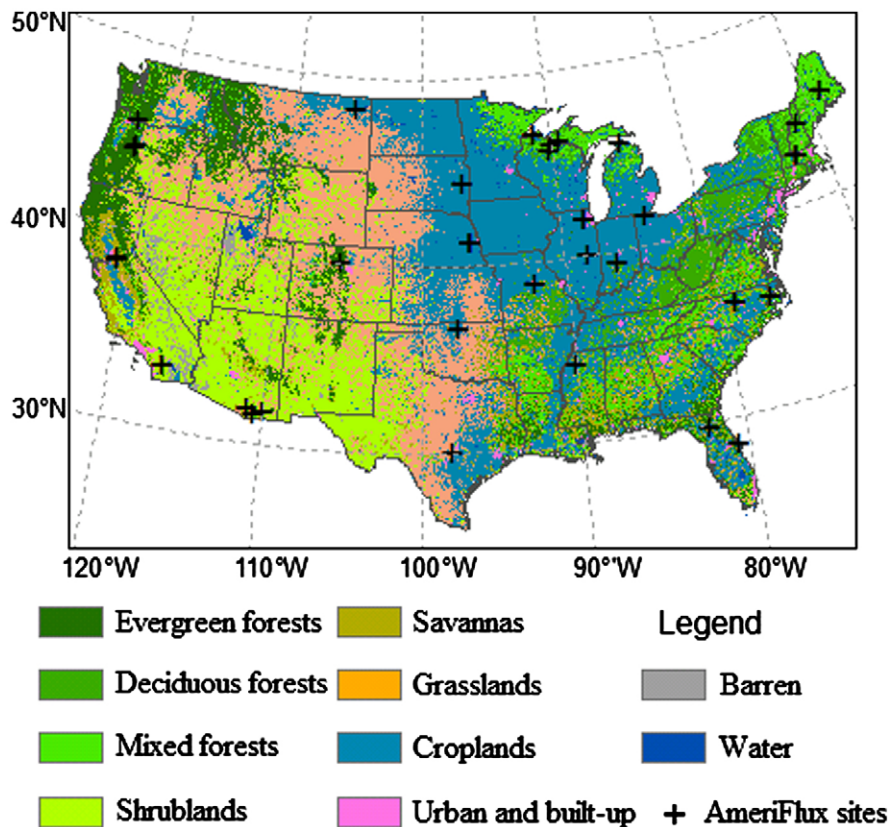 50°N
40°N
30°N
120°W 110°W 100°W 90°W 80°W
Evergreen forests Savannas Legend
Deciduous forests Grasslands Barren
Mixed forests Croplands Water
Shrublands Urban and built-up AmeriFlux sites